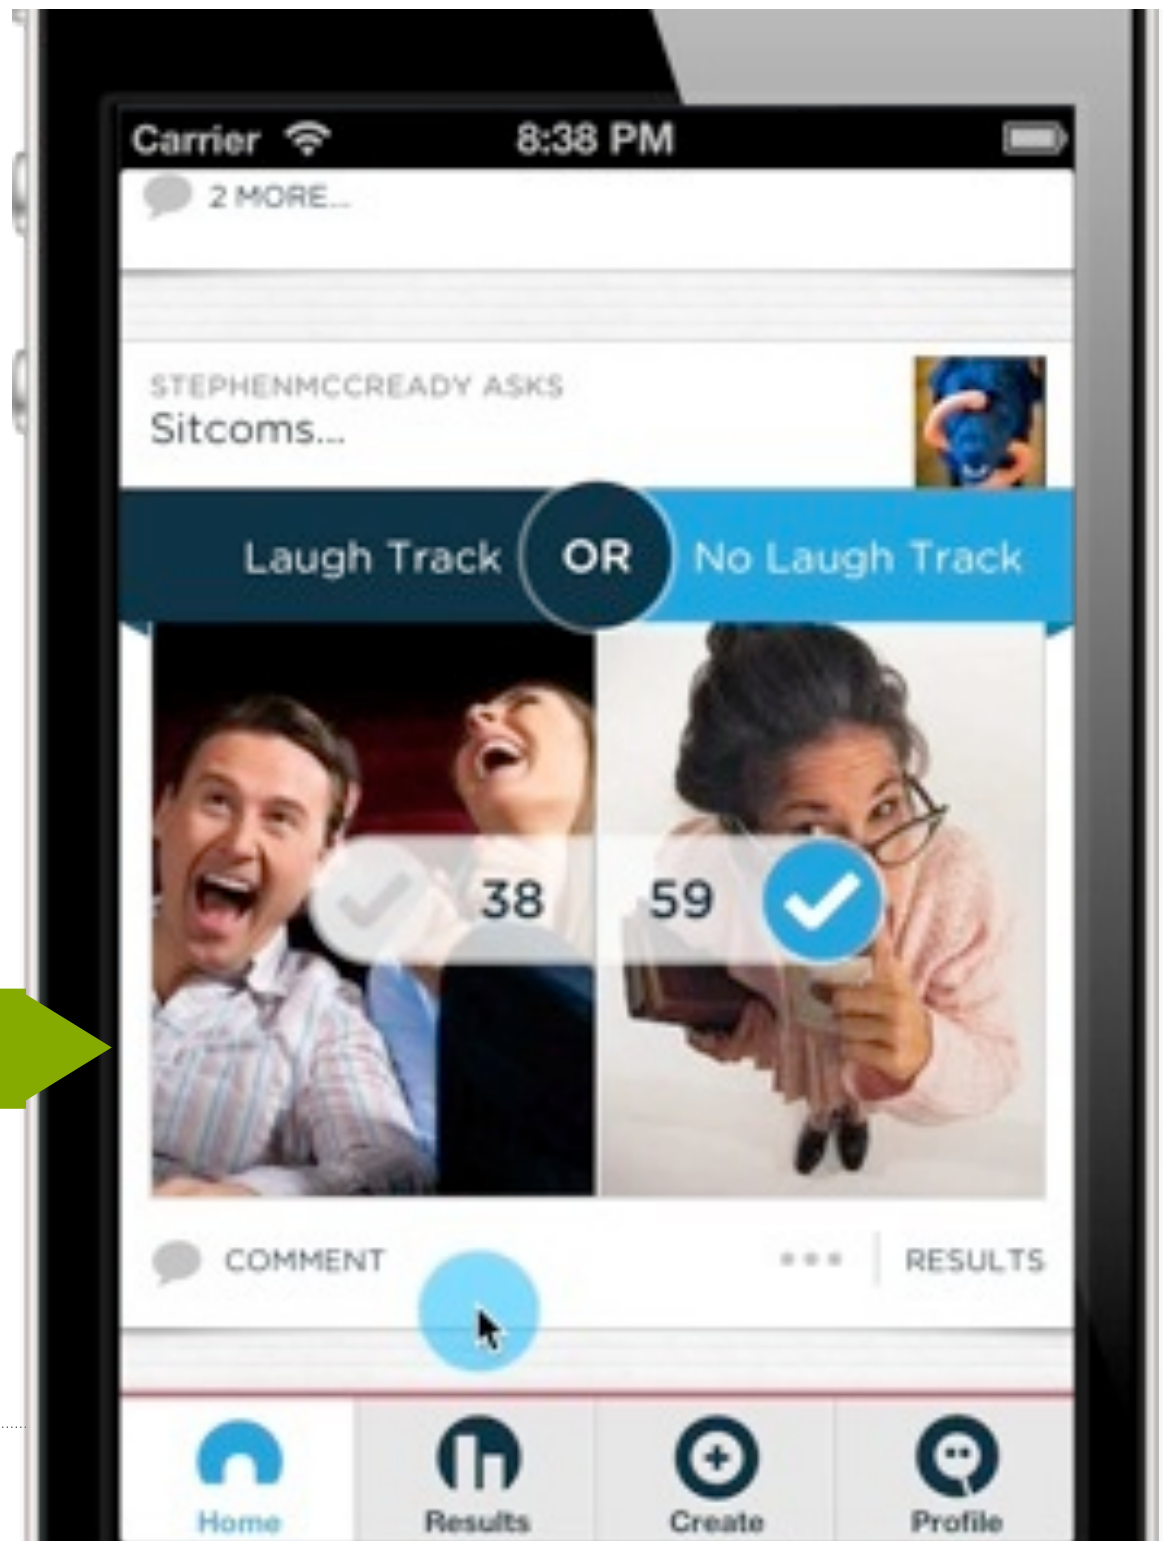 Carrier 8:38 PM
2 MORE...
STEPHENMCCREADY ASKS
Sitcoms...
Laugh Track OR No Laugh Track
38 59
COMMENT RESULTS
Home Results Create Profile